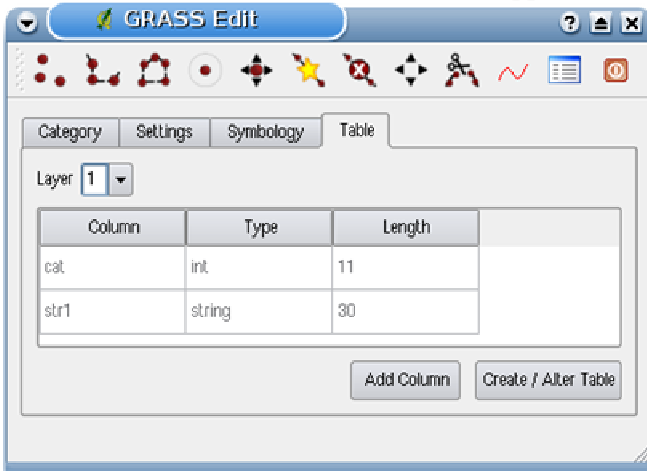 GRASS Edit
Category Settings Symbology Table
Layer 1
Column Type Length
cat int 11
str1 string 30
Add Column Create / Alter Table